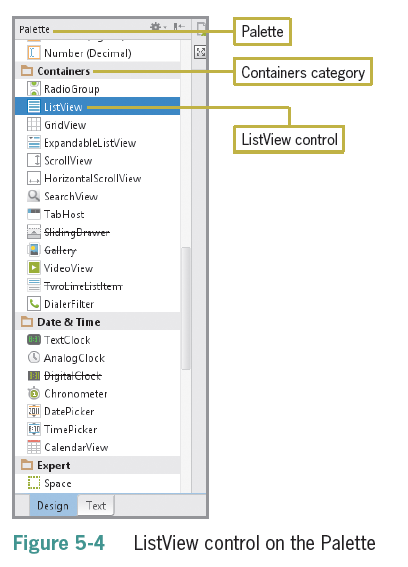 Palette
Palette
Number (Decimal)
Containers
Containers category
RadioGroup
ListView
GridView
ListView control
ExpandableListView
ScrollView
HorizontalScrollView
SearchView
TabHost
SlidingDrawer
Gallery
VideoView
TwoLineListItem
DialerFilter
Date & Time
TextClock
AnalogClock
DigitalClock
Chronometer
DatePicker
TimePicker
CalendarView
Expert
Space
Design Text
Figure 5-4 ListView control on the Palette